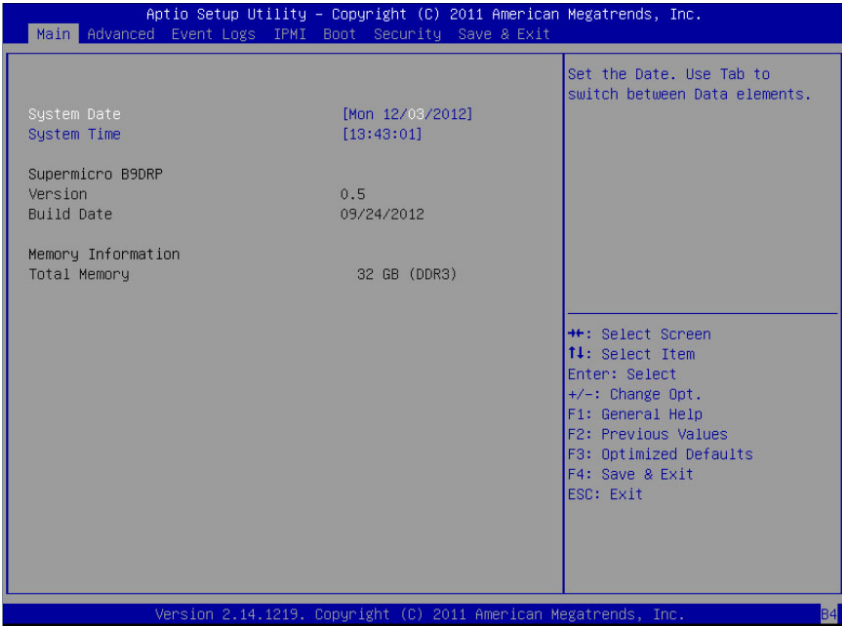 Aptio Setup Utility – Copyright (C) 2011 American Megatrends, Inc.
Main Advanced Event Logs IPMI Boot Security Save & Exit
Set the Date. Use Tab to
switch between Data elements.
System Date [Mon 12/03/2012]
System Time [13:43:01]
Supermicro B9DRP
Version 0.5
Build Date 09/24/2012
Memory Information
Total Memory 32 GB (DDR3)
→←: Select Screen
↑↓: Select Item
Enter: Select
+/-: Change Opt.
F1: General Help
F2: Previous Values
F3: Optimized Defaults
F4: Save & Exit
ESC: Exit
Version 2.14.1219. Copyright (C) 2011 American Megatrends, Inc.
B4